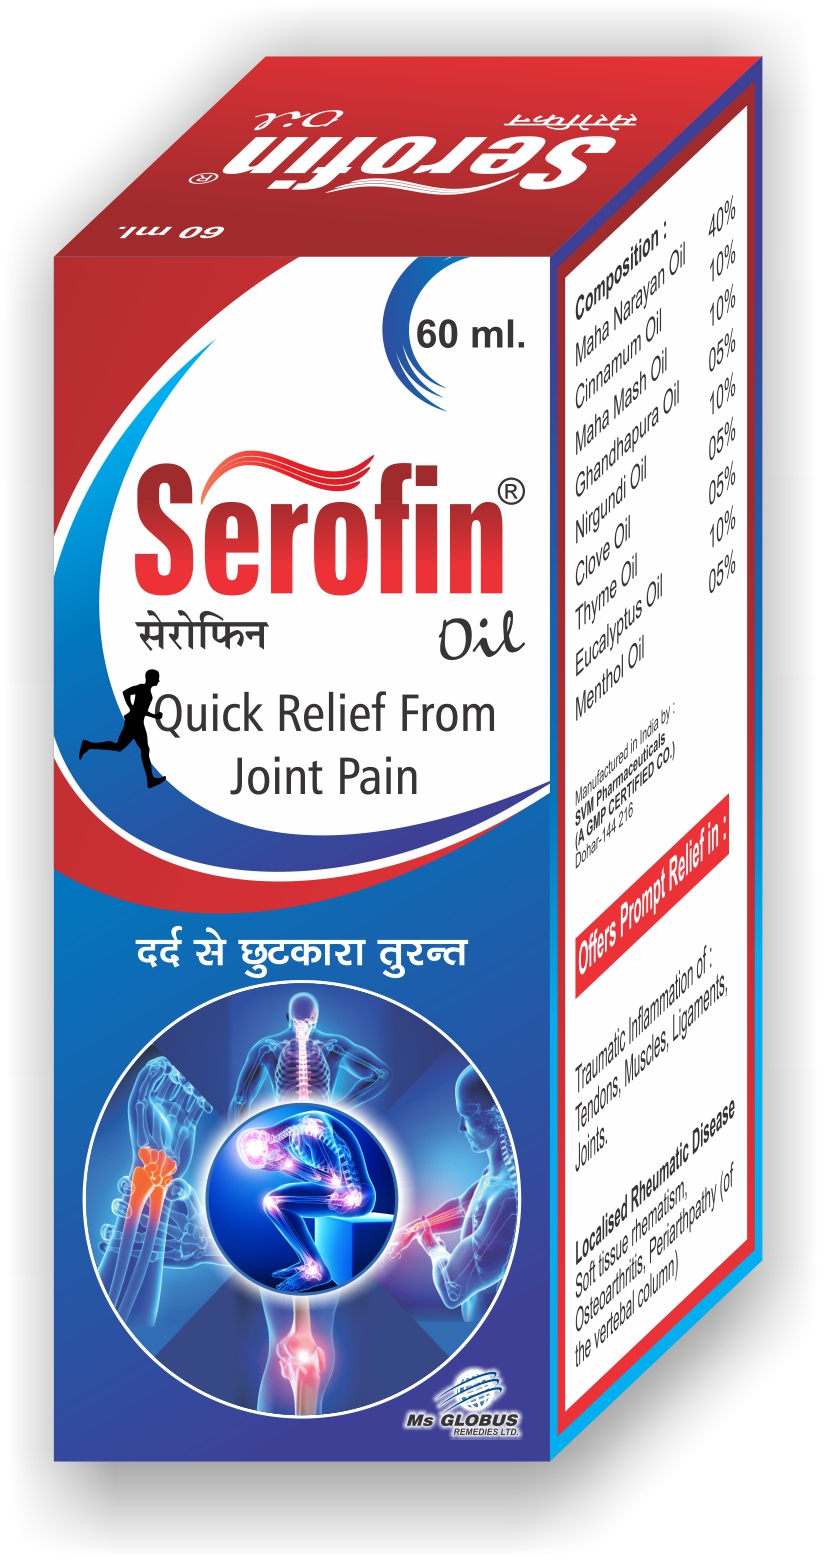 सेरोफिन
Oil
Serofin®
60 ml.
60 ml.
Serofin®
सेरोफिन
Oil
Quick Relief From
Joint Pain
दर्द से छुटकारा तुरन्त
Ms GLOBUS
REMEDIES LTD.
Composition :
Maha Narayan Oil 40%
Cinnamum Oil 10%
Maha Mash Oil 10%
Ghandhapura Oil 05%
Nirgundi Oil 10%
Clove Oil 05%
Thyme Oil 05%
Eucalyptus Oil 10%
Menthol Oil 05%
Manufactured in India by :
SVM Pharmaceuticals
(A GMP CERTIFIED CO.)
Dohar-144 216
Offers Prompt Relief in :
Traumatic Inflammation of :
Tendons, Muscles, Ligaments,
Joints.
Localised Rheumatic Disease
Soft tissue rhematism,
Osteoarthritis, Periarthpathy (of
the vertebal column)